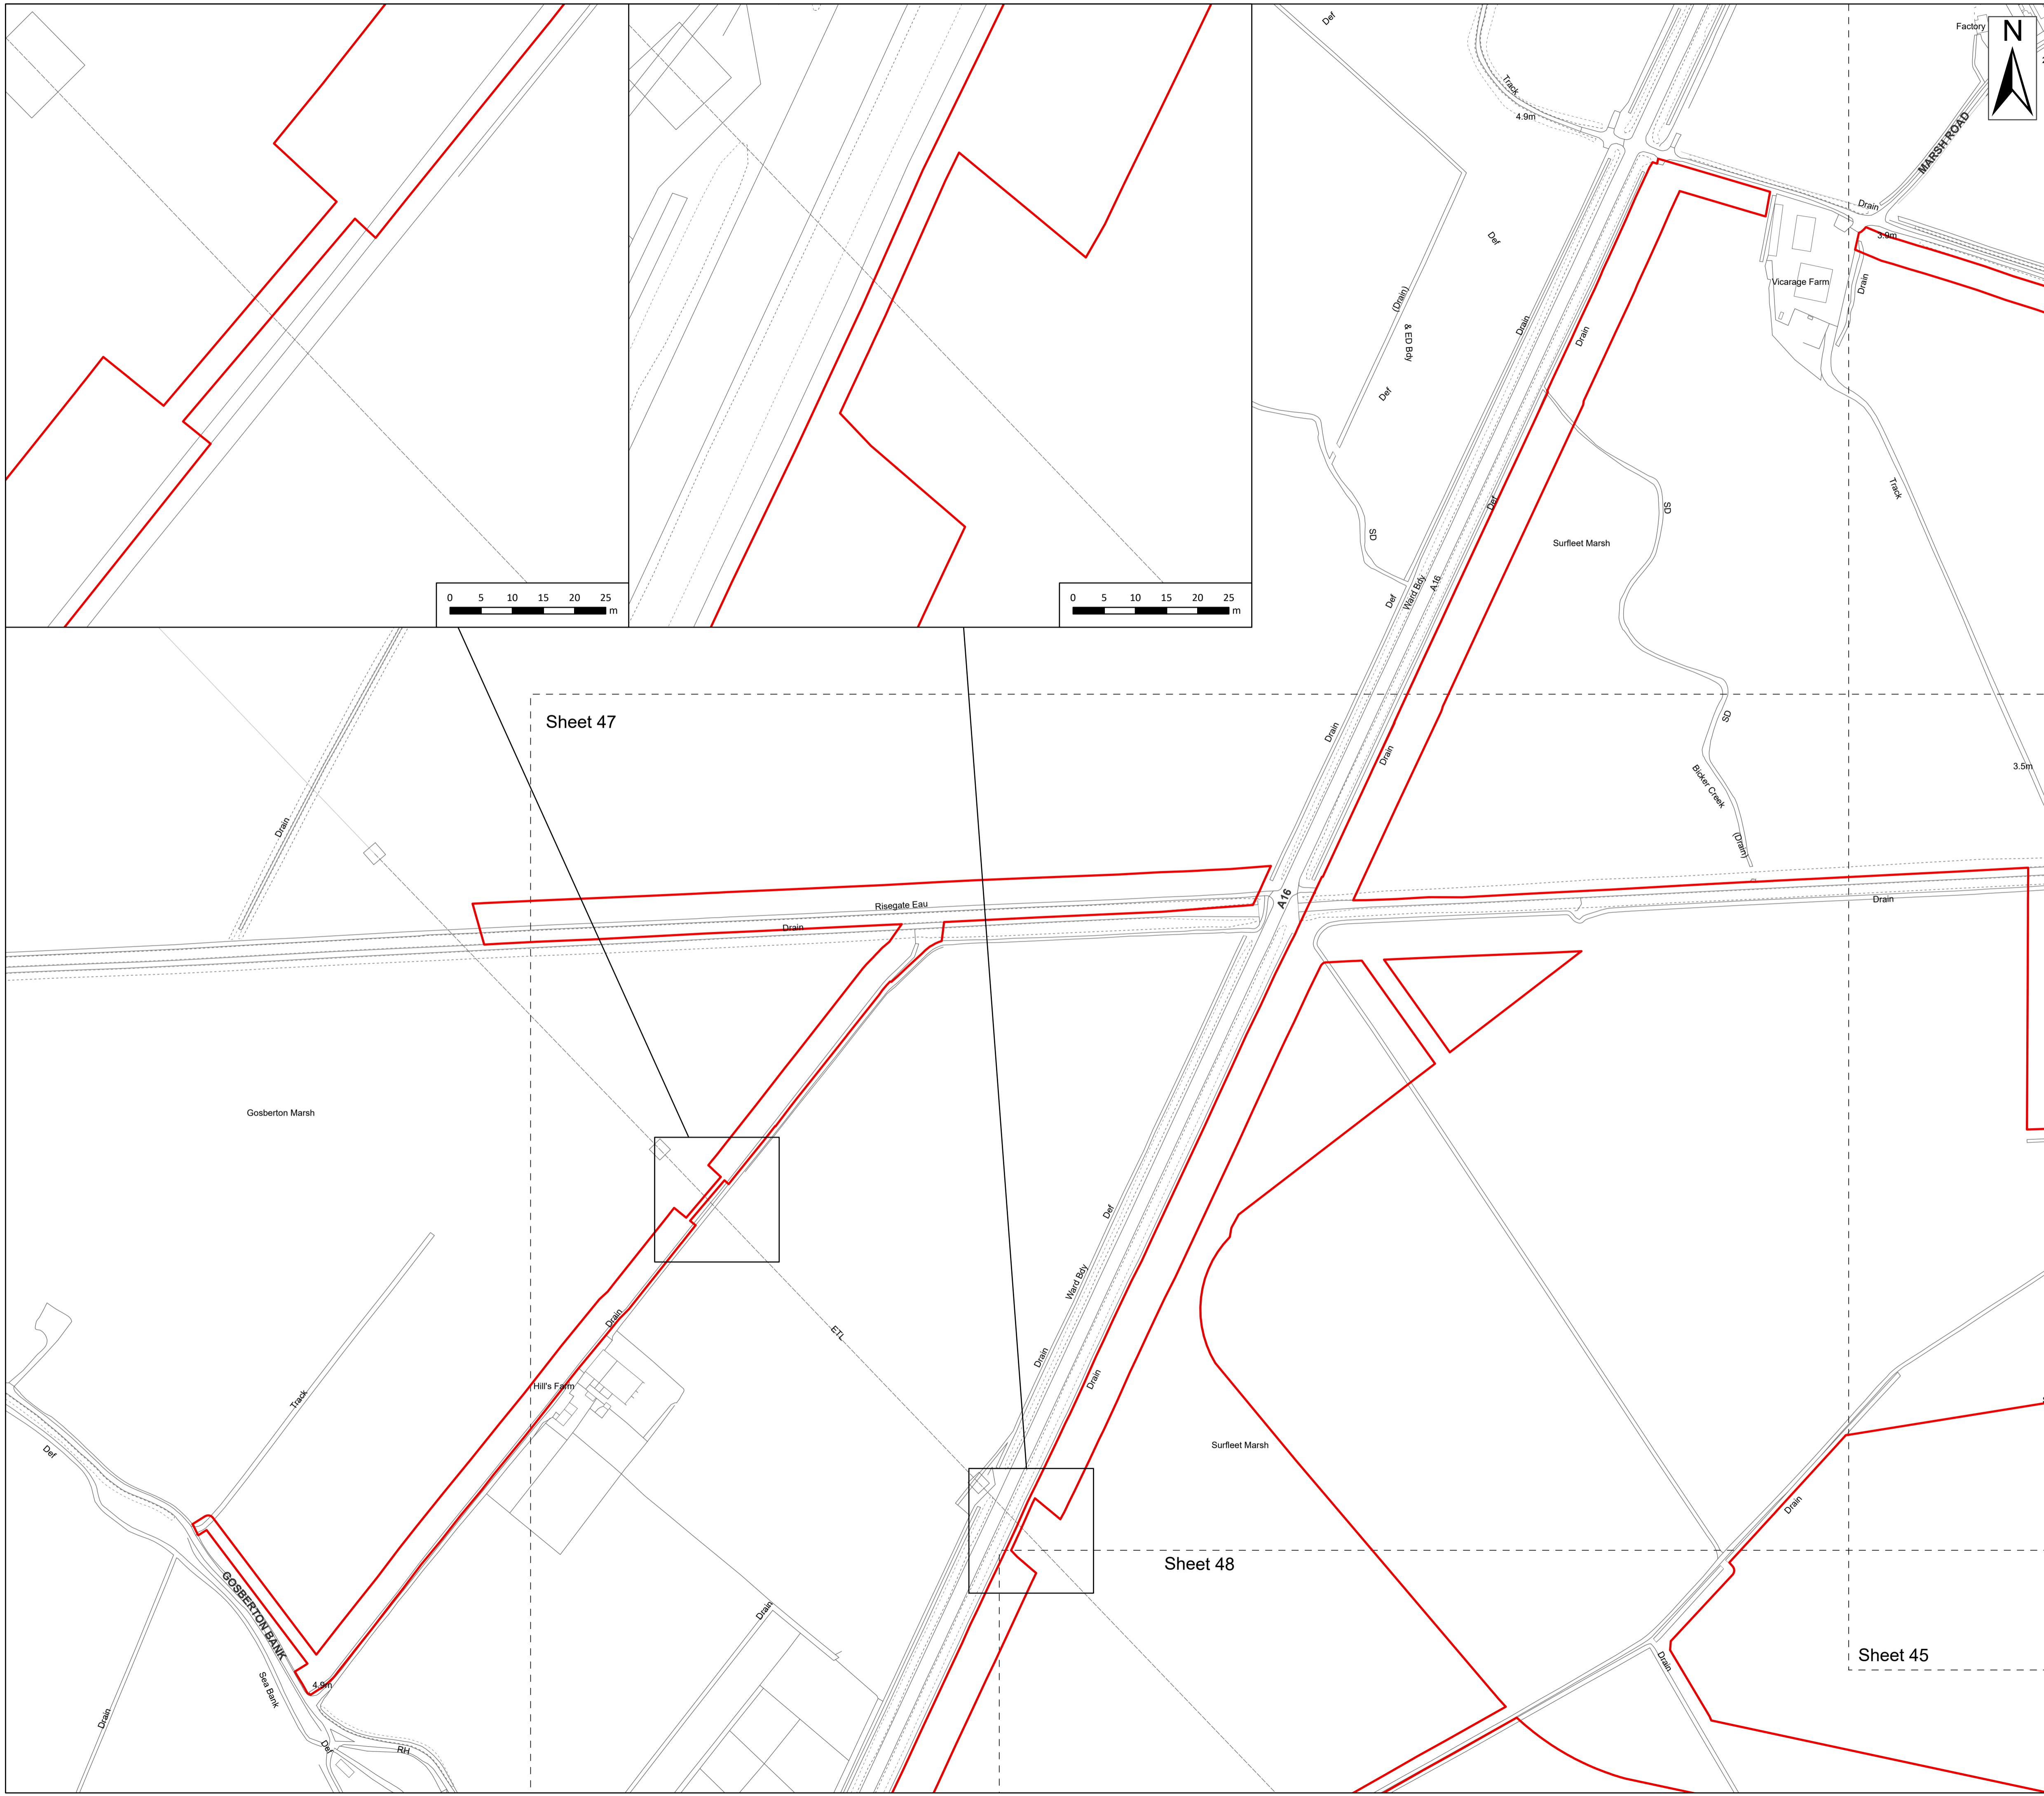 Def
Factory
N
Track
4.9m
MARSH ROAD
Drain
3.9m
Def
Vicarage Farm
Drain
(Drain)
& ED Bdy
Drain
Drain
Def
Track
Def
SD
SD
Surfleet Marsh
0 5 10 15 20 25
m
0 5 10 15 20 25
m
Def
Ward Bdy
A16
Sheet 47
SD
Drain
Drain
3.5m
Bicker Creek
(Drain)
Drain
Risegate Eau
A16
Drain
Drain
Gosberton Marsh
Def
Ward Bdy
Drain
ETL
Drain
Drain
Hill's Farm
Track
Surfleet Marsh
Def
Drain
Sheet 48
GOSBERTON BANK
Drain
Sheet 45
Drain
Sea Bank
4.9m
Drain
Def
RH